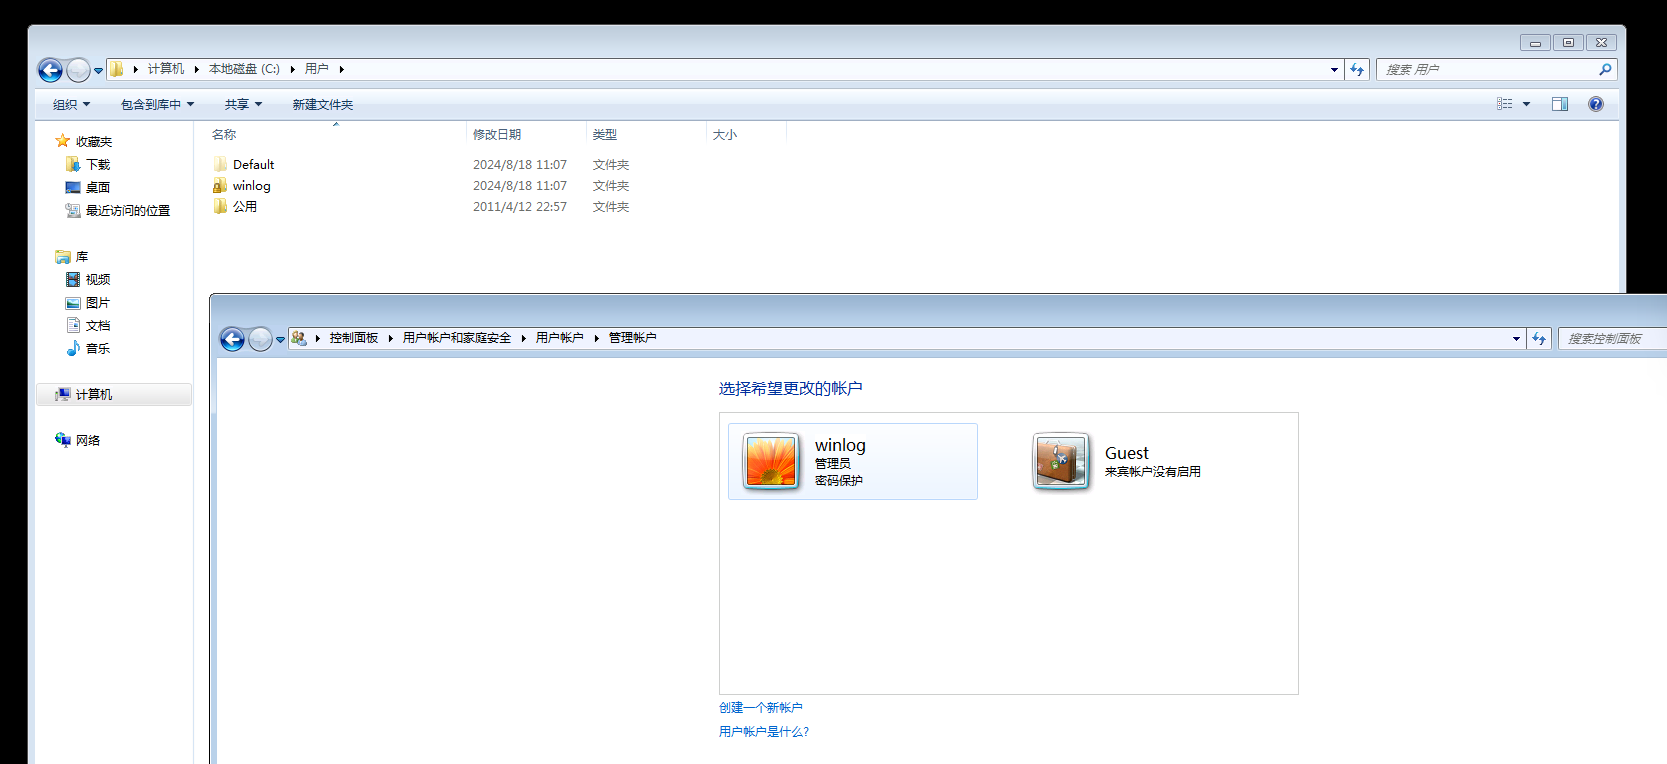 计算机 本地磁盘 (C:) 用户
搜索 用户
组织 包含到库中 共享 新建文件夹
收藏夹
下载
桌面
最近访问的位置
库
视频
图片
文档
音乐
计算机
网络
名称 修改日期 类型 大小
Default 2024/8/18 11:07 文件夹
winlog 2024/8/18 11:07 文件夹
公用 2011/4/12 22:57 文件夹
控制面板 用户帐户和家庭安全 用户帐户 管理帐户
搜索控制面板
选择希望更改的帐户
winlog
管理员
密码保护
Guest
来宾帐户没有启用
创建一个新帐户
用户帐户是什么?